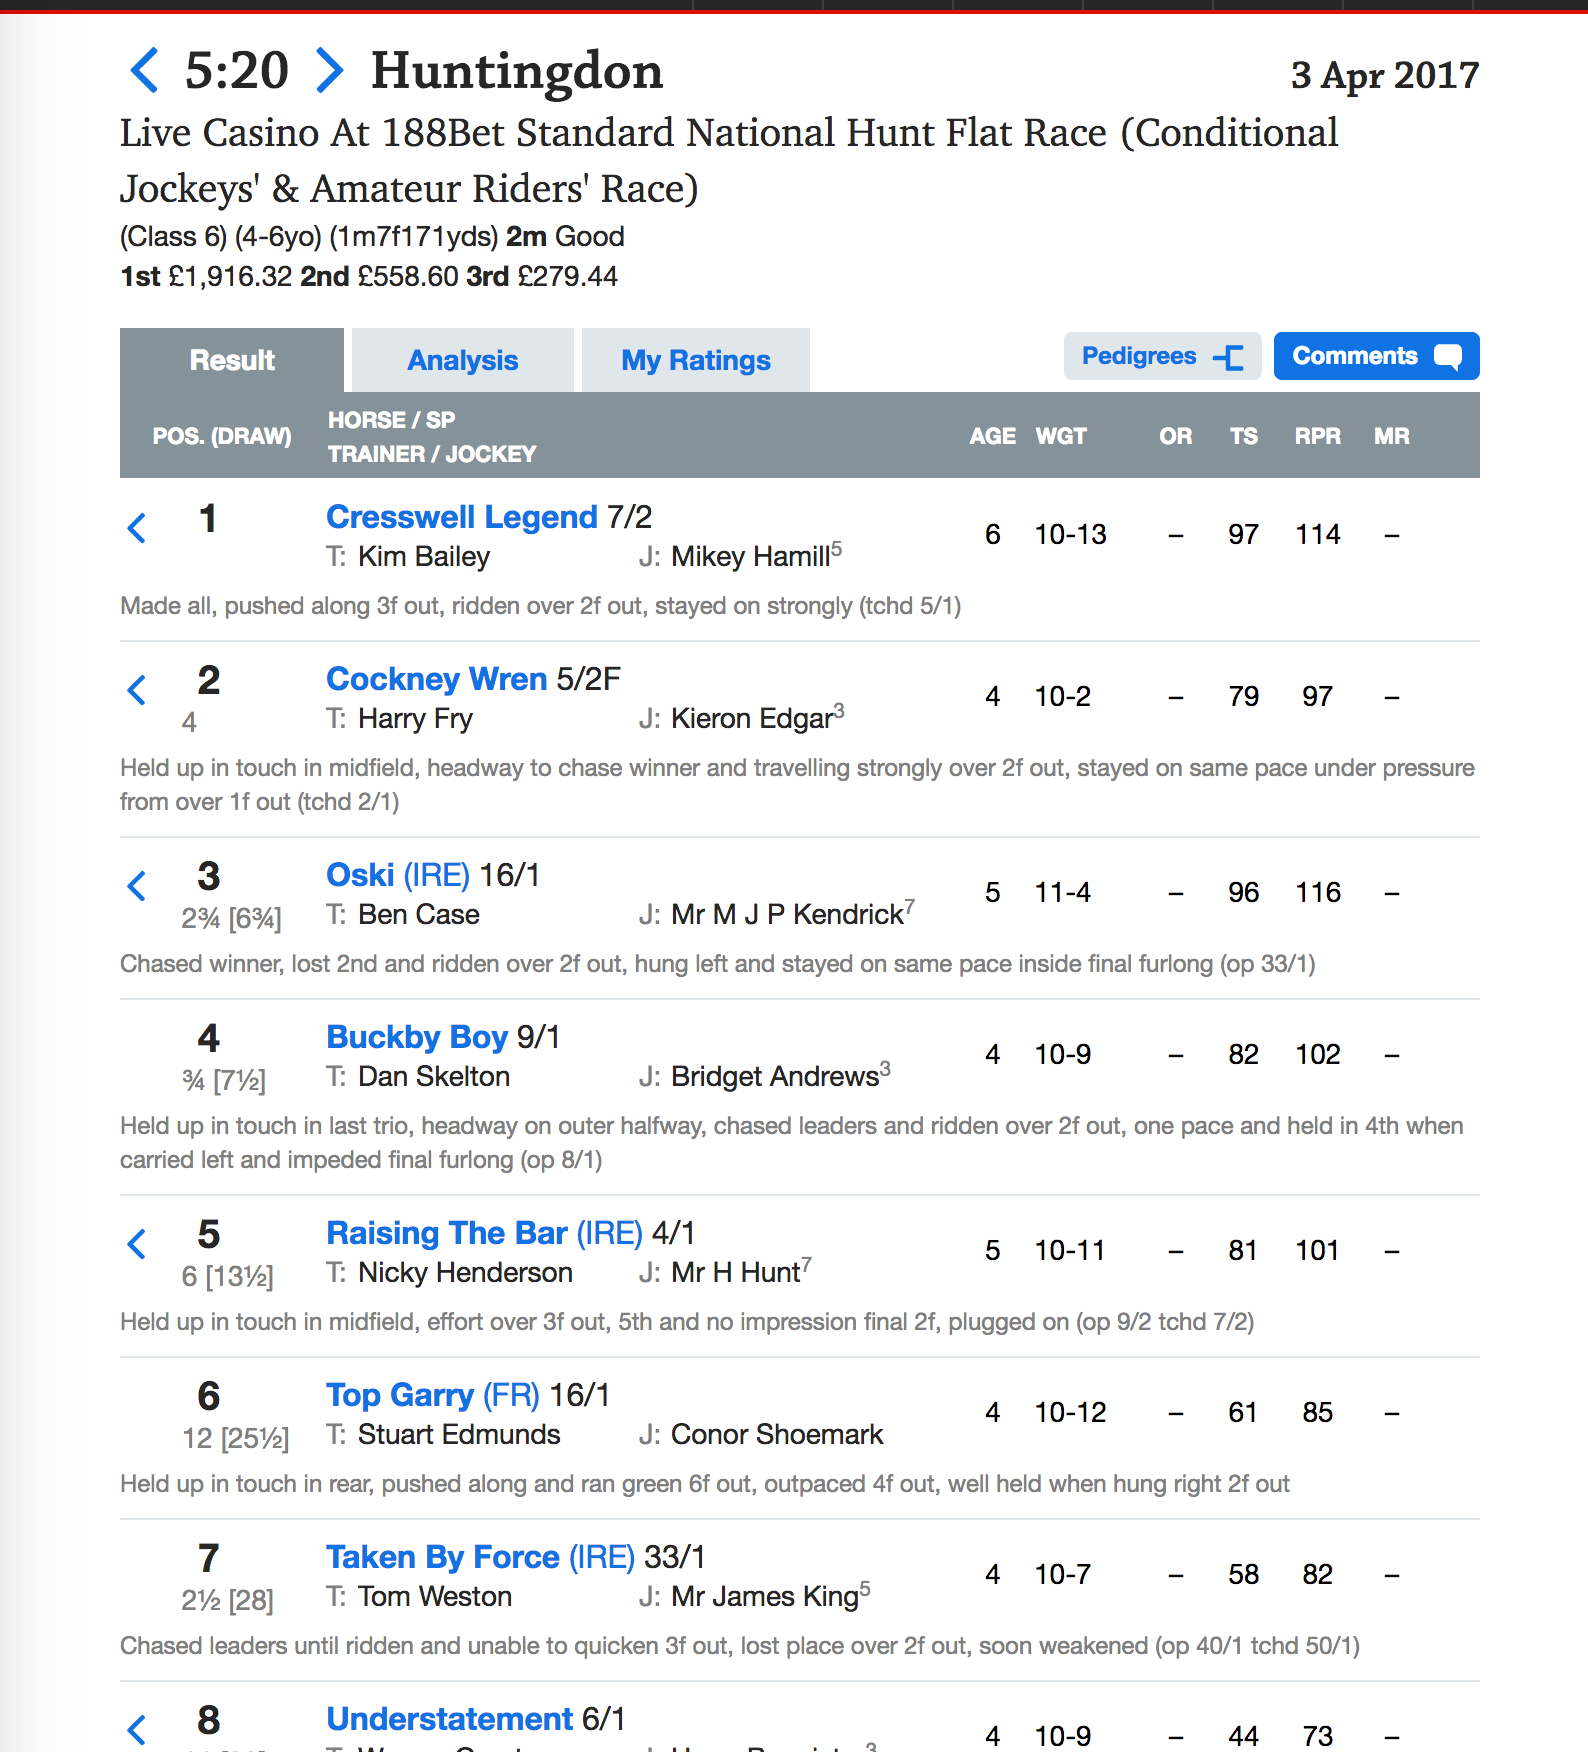 5:20 Huntingdon 3 Apr 2017
Live Casino At 188Bet Standard National Hunt Flat Race (Conditional
Jockeys' & Amateur Riders' Race)
(Class 6) (4-6yo) (1m7f171yds) 2m Good
1st £1,916.32 2nd £558.60 3rd £279.44
Result Analysis My Ratings Pedigrees Comments
POS. (DRAW) HORSE / SP AGE WGT OR TS RPR MR
TRAINER / JOCKEY
1 Cresswell Legend 7/2 6 10-13 – 97 114 –
T: Kim Bailey J: Mikey Hamill5
Made all, pushed along 3f out, ridden over 2f out, stayed on strongly (tchd 5/1)
2 Cockney Wren 5/2F 4 10-2 – 79 97 –
4 T: Harry Fry J: Kieron Edgar3
Held up in touch in midfield, headway to chase winner and travelling strongly over 2f out, stayed on same pace under pressure
from over 1f out (tchd 2/1)
3 Oski (IRE) 16/1 5 11-4 – 96 116 –
2¾ [6¾] T: Ben Case J: Mr M J P Kendrick7
Chased winner, lost 2nd and ridden over 2f out, hung left and stayed on same pace inside final furlong (op 33/1)
4 Buckby Boy 9/1 4 10-9 – 82 102 –
¾ [7½] T: Dan Skelton J: Bridget Andrews3
Held up in touch in last trio, headway on outer halfway, chased leaders and ridden over 2f out, one pace and held in 4th when
carried left and impeded final furlong (op 8/1)
5 Raising The Bar (IRE) 4/1 5 10-11 – 81 101 –
6 [13½] T: Nicky Henderson J: Mr H Hunt7
Held up in touch in midfield, effort over 3f out, 5th and no impression final 2f, plugged on (op 9/2 tchd 7/2)
6 Top Garry (FR) 16/1 4 10-12 – 61 85 –
12 [25½] T: Stuart Edmunds J: Conor Shoemark
Held up in touch in rear, pushed along and ran green 6f out, outpaced 4f out, well held when hung right 2f out
7 Taken By Force (IRE) 33/1 4 10-7 – 58 82 –
2½ [28] T: Tom Weston J: Mr James King5
Chased leaders until ridden and unable to quicken 3f out, lost place over 2f out, soon weakened (op 40/1 tchd 50/1)
8 Understatement 6/1 4 10-9 – 44 73 –